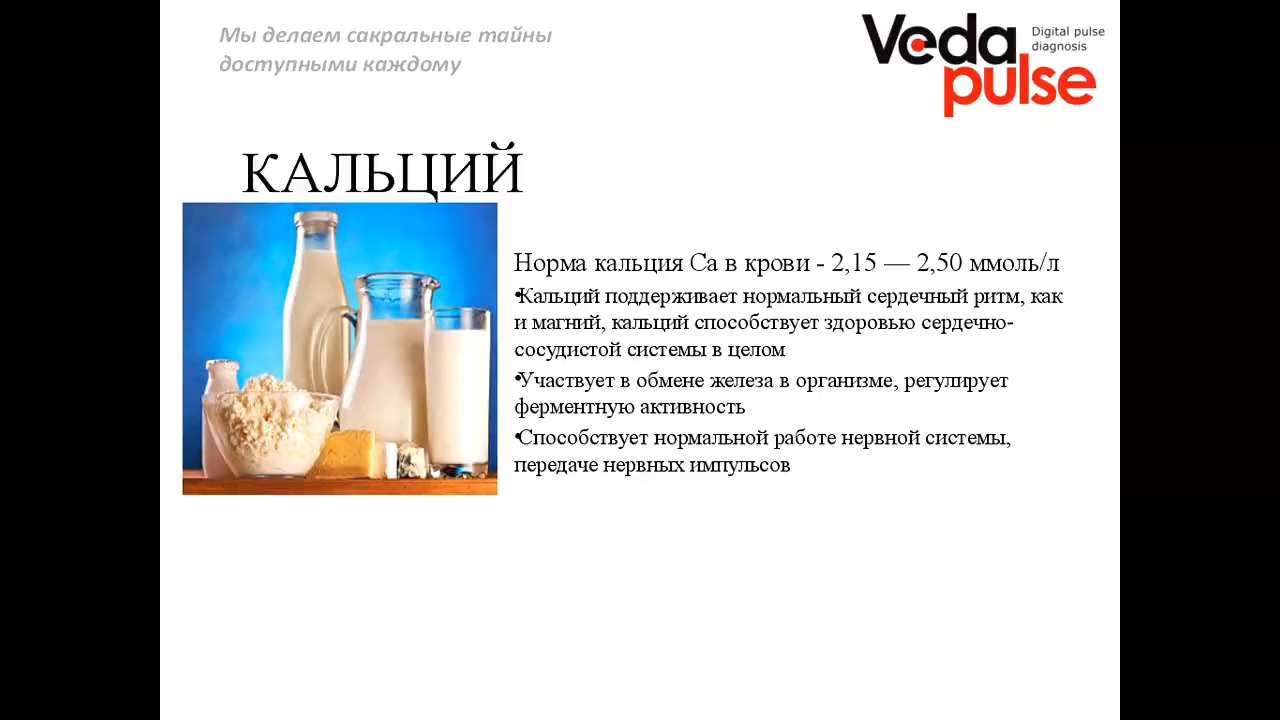 Мы делаем сакральные тайны
доступными каждому
Veda
pulse
Digital pulse
diagnosis
КАЛЬЦИЙ
Норма кальция Ca в крови - 2,15 — 2,50 ммоль/л
•Кальций поддерживает нормальный сердечный ритм, как
и магний, кальций способствует здоровью сердечно-
сосудистой системы в целом
•Участвует в обмене железа в организме, регулирует
ферментную активность
•Способствует нормальной работе нервной системы,
передаче нервных импульсов